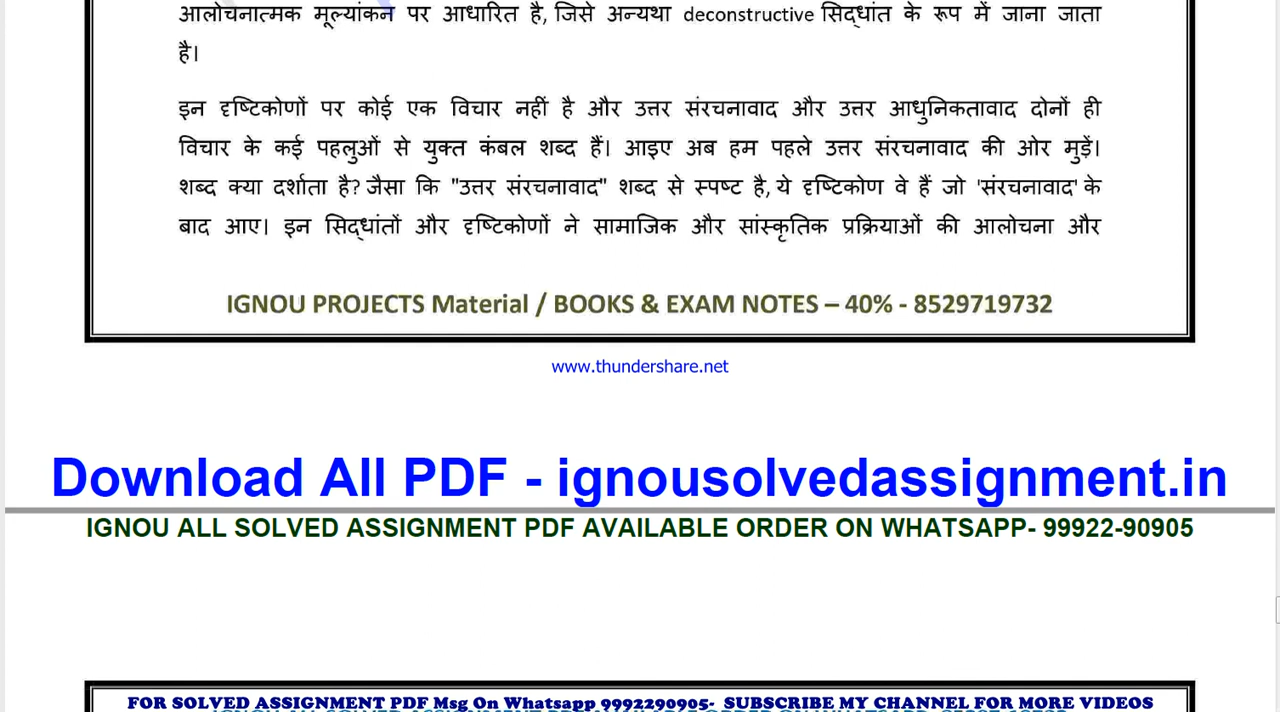 आलोचनात्मक मूल्यांकन पर आधारित है, जिसे अन्यथा deconstructive सिद्धांत के रूप में जाना जाता
है।
इन दृष्टिकोणों पर कोई एक विचार नहीं है और उत्तर संरचनावाद और उत्तर आधुनिकतावाद दोनों ही
विचार के कई पहलुओं से युक्त कंबल शब्द हैं। आइए अब हम पहले उत्तर संरचनावाद की ओर मुड़ें।
शब्द क्या दर्शाता है? जैसा कि "उत्तर संरचनावाद" शब्द से स्पष्ट है, ये दृष्टिकोण वे हैं जो 'संरचनावाद' के
बाद आए। इन सिद्धांतों और दृष्टिकोणों ने सामाजिक और सांस्कृतिक प्रक्रियाओं की आलोचना और
IGNOU PROJECTS Material / BOOKS & EXAM NOTES – 40% - 8529719732
www.thundershare.net
Download All PDF - ignousolvedassignment.in
IGNOU ALL SOLVED ASSIGNMENT PDF AVAILABLE ORDER ON WHATSAPP- 99922-90905
FOR SOLVED ASSIGNMENT PDF Msg On Whatsapp 9992290905- SUBSCRIBE MY CHANNEL FOR MORE VIDEOS